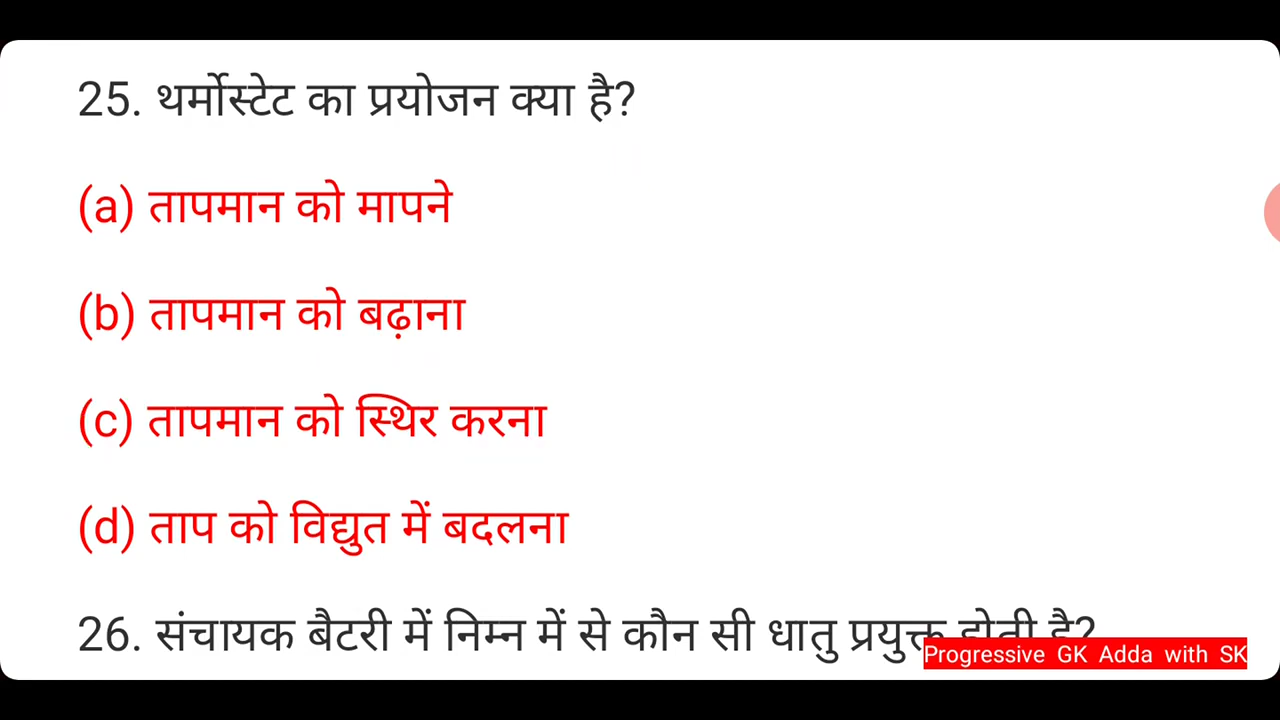 25. थर्मोस्टेट का प्रयोजन क्या है?
(a) तापमान को मापने
(b) तापमान को बढ़ाना
(c) तापमान को स्थिर करना
(d) ताप को विद्युत में बदलना
26. संचायक बैटरी में निम्न में से कौन सी धातु प्रयुक्त होती है?
Progressive GK Adda with SK